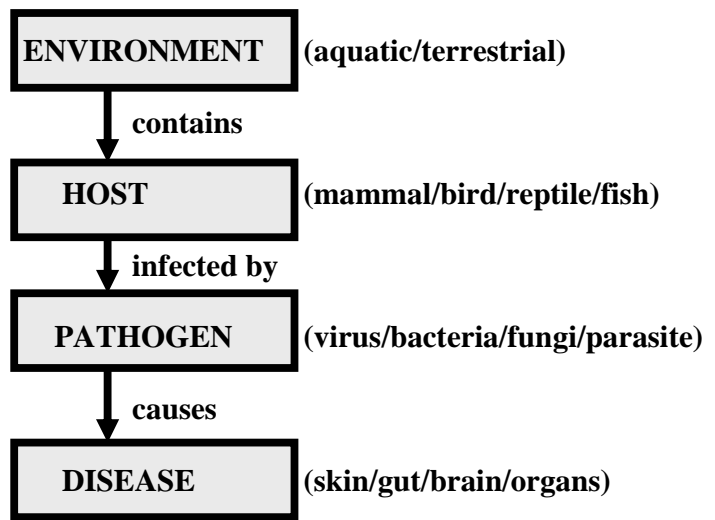 ENVIRONMENT (aquatic/terrestrial)
contains
HOST (mammal/bird/reptile/fish)
infected by
PATHOGEN (virus/bacteria/fungi/parasite)
causes
DISEASE (skin/gut/brain/organs)